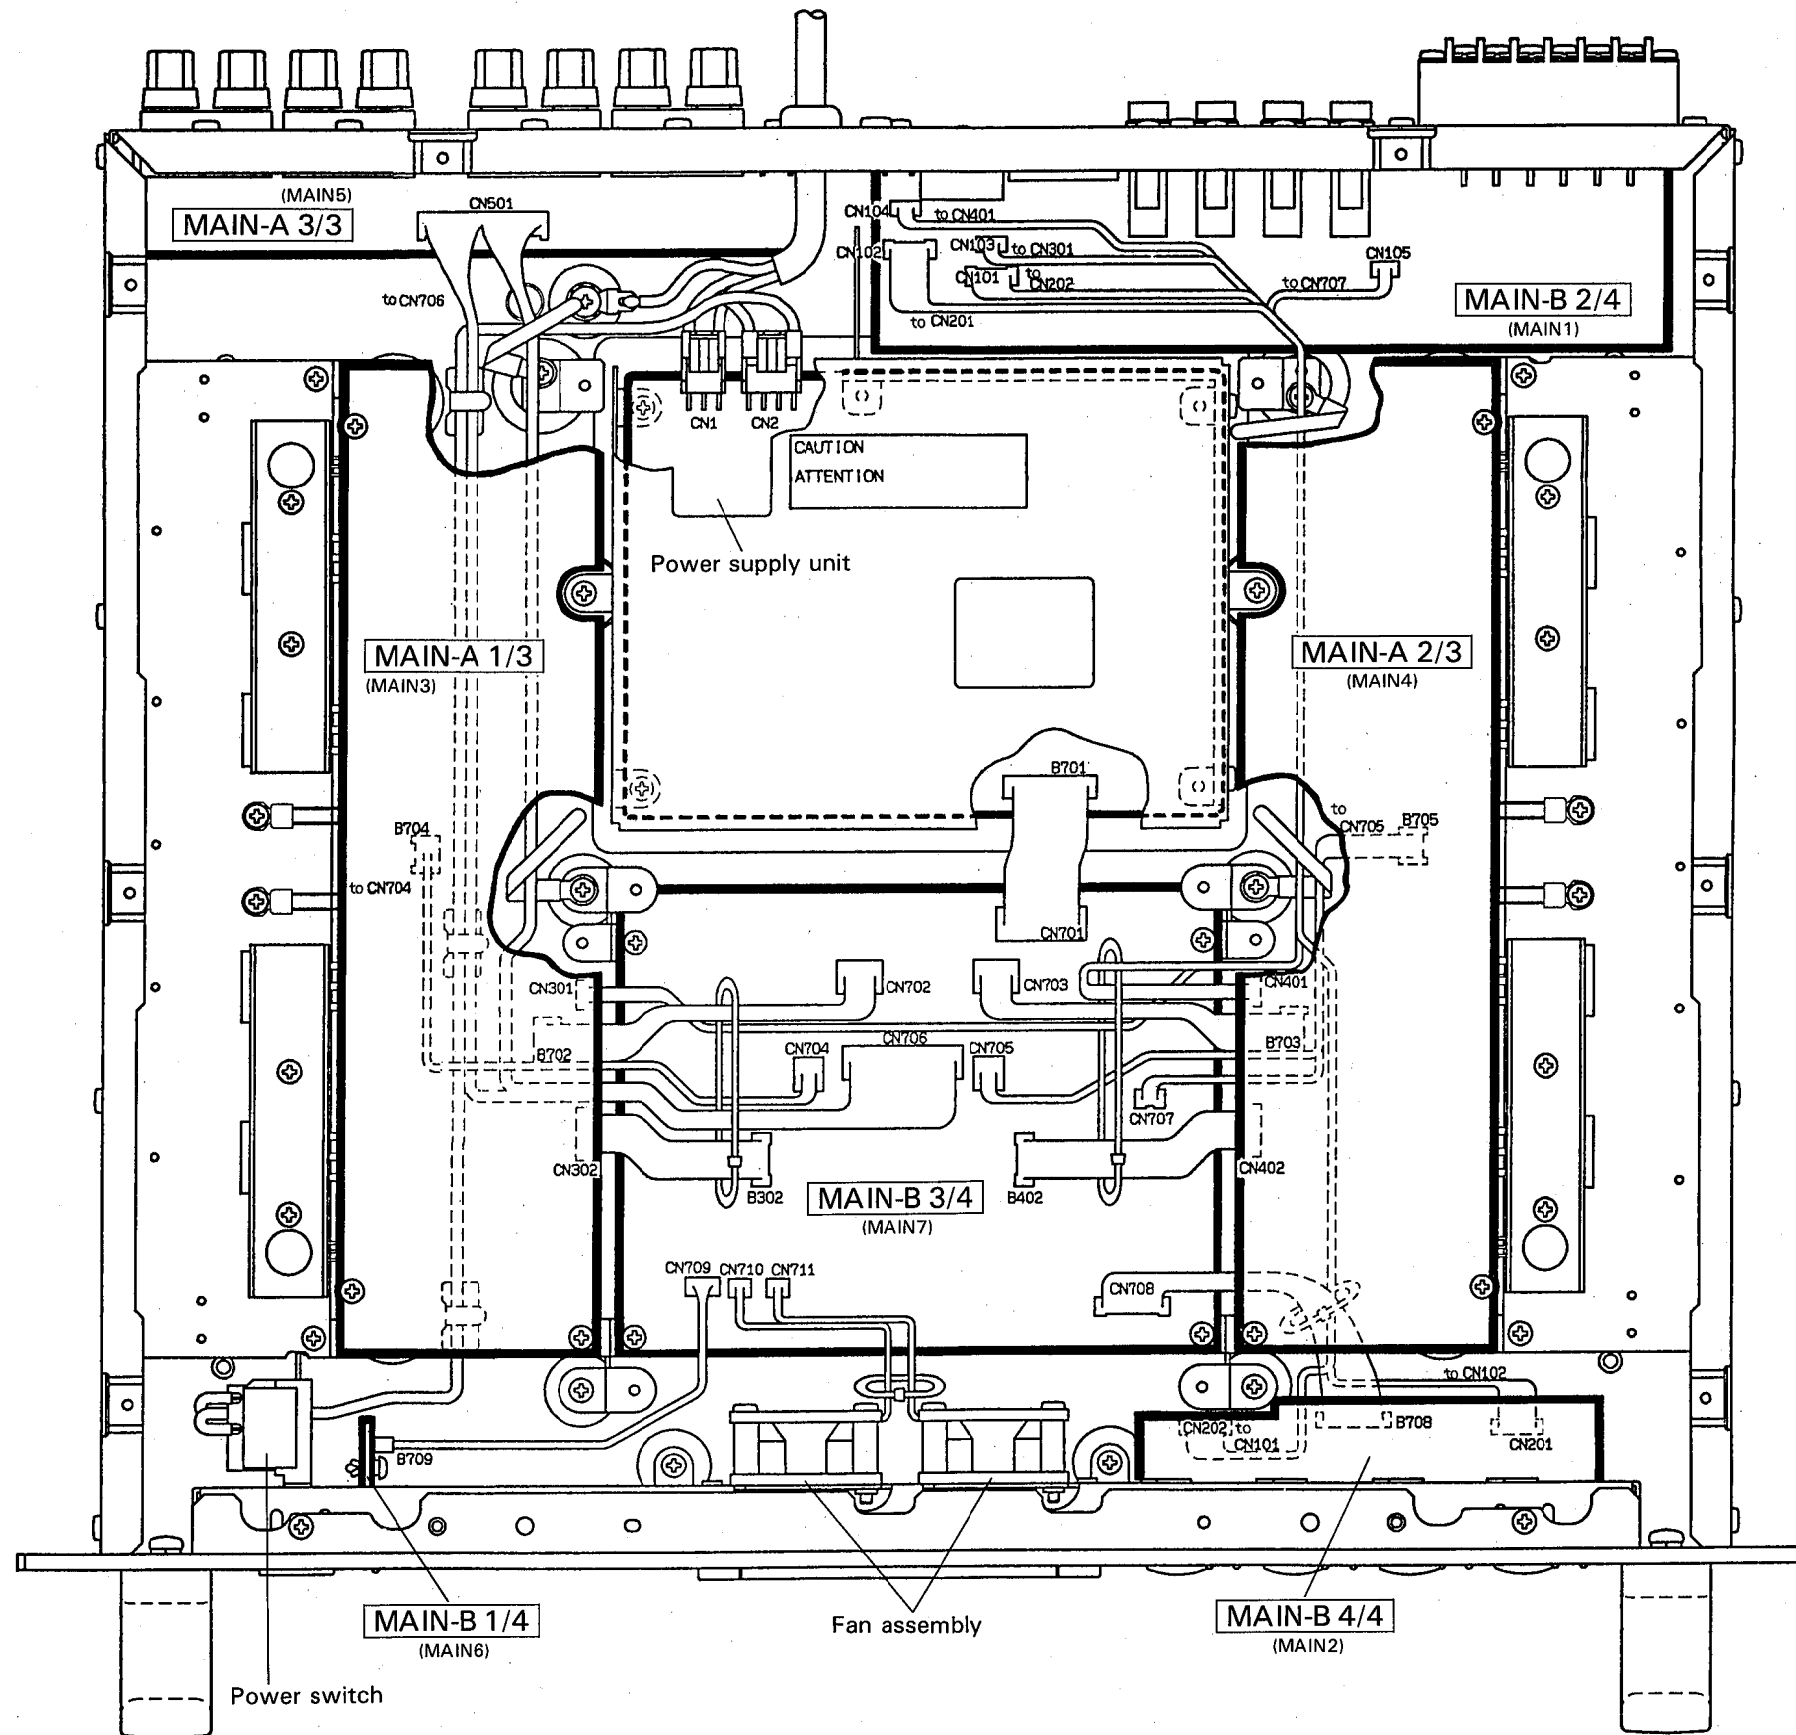 (MAIN5)
MAIN-A 3/3
CN501
CN104
to CN401
CN102
CN103
to CN301
CN105
CN101
to
CN202
to CN707
to CN706
to CN201
MAIN-B 2/4
(MAIN1)
CN1
CN2
CAUTION
ATTENTION
Power supply unit
MAIN-A 1/3
(MAIN3)
MAIN-A 2/3
(MAIN4)
B701
B704
to
CN705
B705
to CN704
CN701
CN301
CN702
CN703
CN401
B702
CN704
CN706
CN705
B703
CN707
CN302
B302
B402
CN402
MAIN-B 3/4
(MAIN7)
CN709
CN710
CN711
CN708
to CN102
B709
CN202
to
CN101
B708
CN201
MAIN-B 1/4
(MAIN6)
Fan assembly
MAIN-B 4/4
(MAIN2)
Power switch